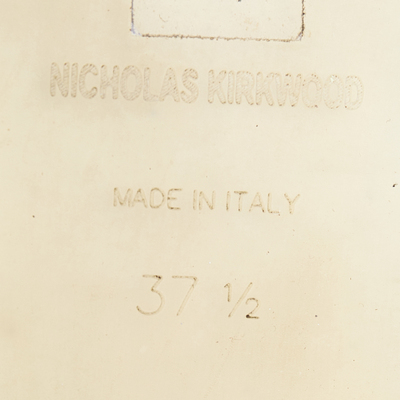 NICHOLAS KIRKWOOD
MADE IN ITALY
37 ½